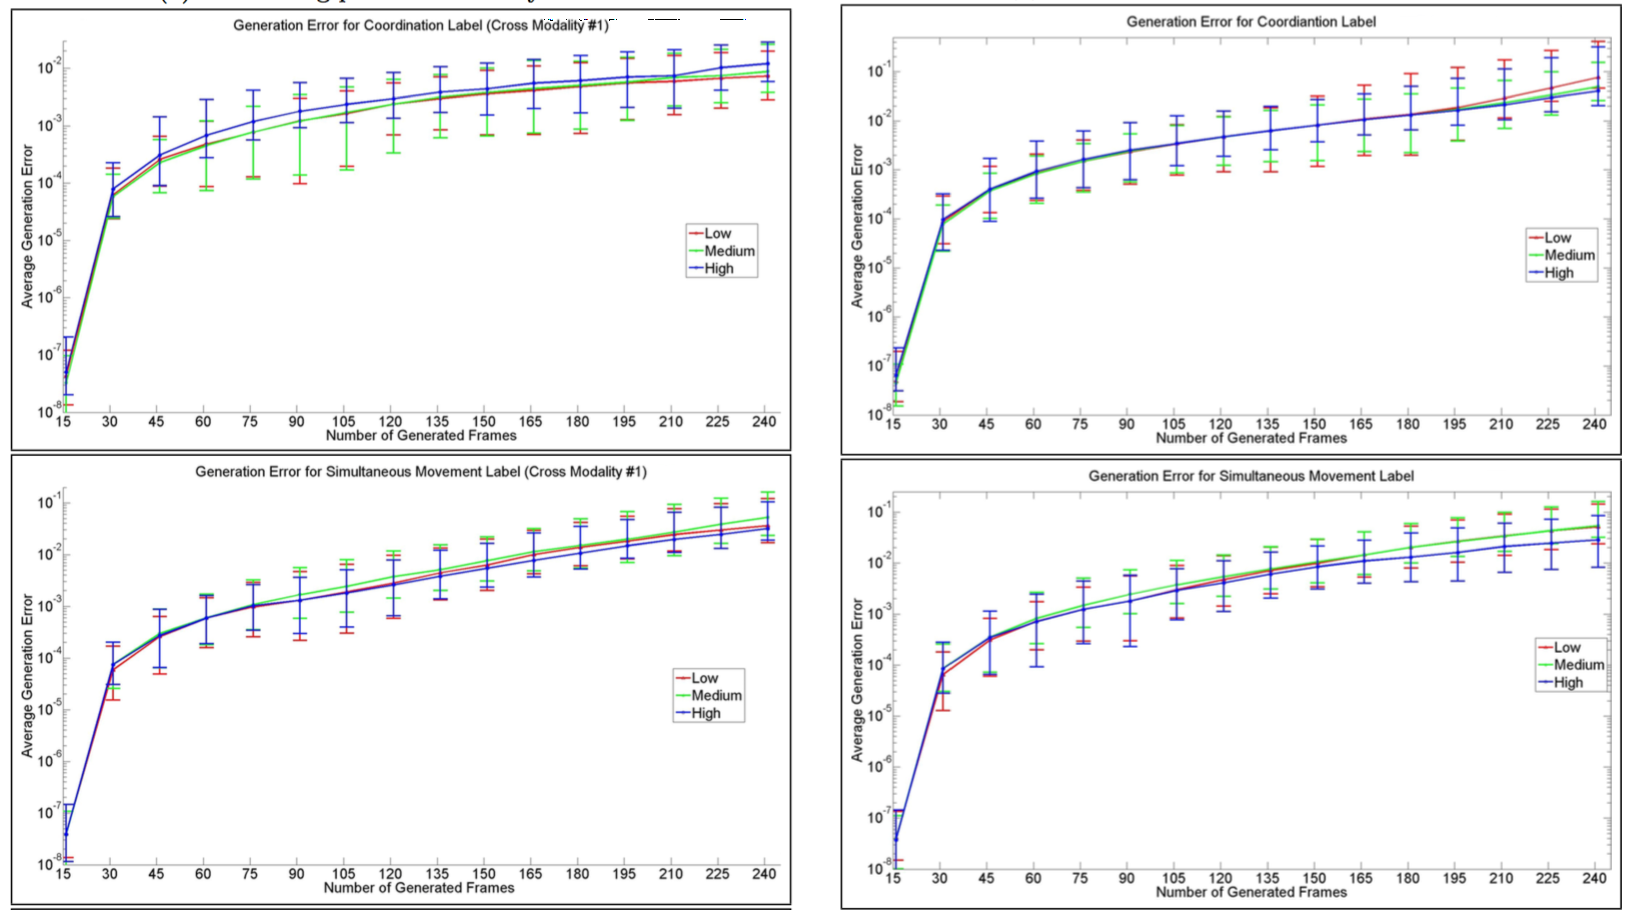 Generation Error for Coordination Label (Cross Modality #1)
Average Generation Error
10-2
10-3
10-4
10-5
10-6
10-7
10-8
15 30 45 60 75 90 105 120 135 150 165 180 195 210 225 240
Number of Generated Frames
Low
Medium
High
Generation Error for Coordiantion Label
Average Generation Error
10-1
10-2
10-3
10-4
10-5
10-6
10-7
10-8
15 30 45 60 75 90 105 120 135 150 165 180 195 210 225 240
Number of Generated Frames
Low
Medium
High
Generation Error for Simultaneous Movement Label (Cross Modality #1)
Average Generation Error
10-1
10-2
10-3
10-4
10-5
10-6
10-7
10-8
15 30 45 60 75 90 105 120 135 150 165 180 195 210 225 240
Number of Generated Frames
Low
Medium
High
Generation Error for Simultaneous Movement Label
Average Generation Error
10-1
10-2
10-3
10-4
10-5
10-6
10-7
10-8
15 30 45 60 75 90 105 120 135 150 165 180 195 210 225 240
Number of Generated Frames
Low
Medium
High